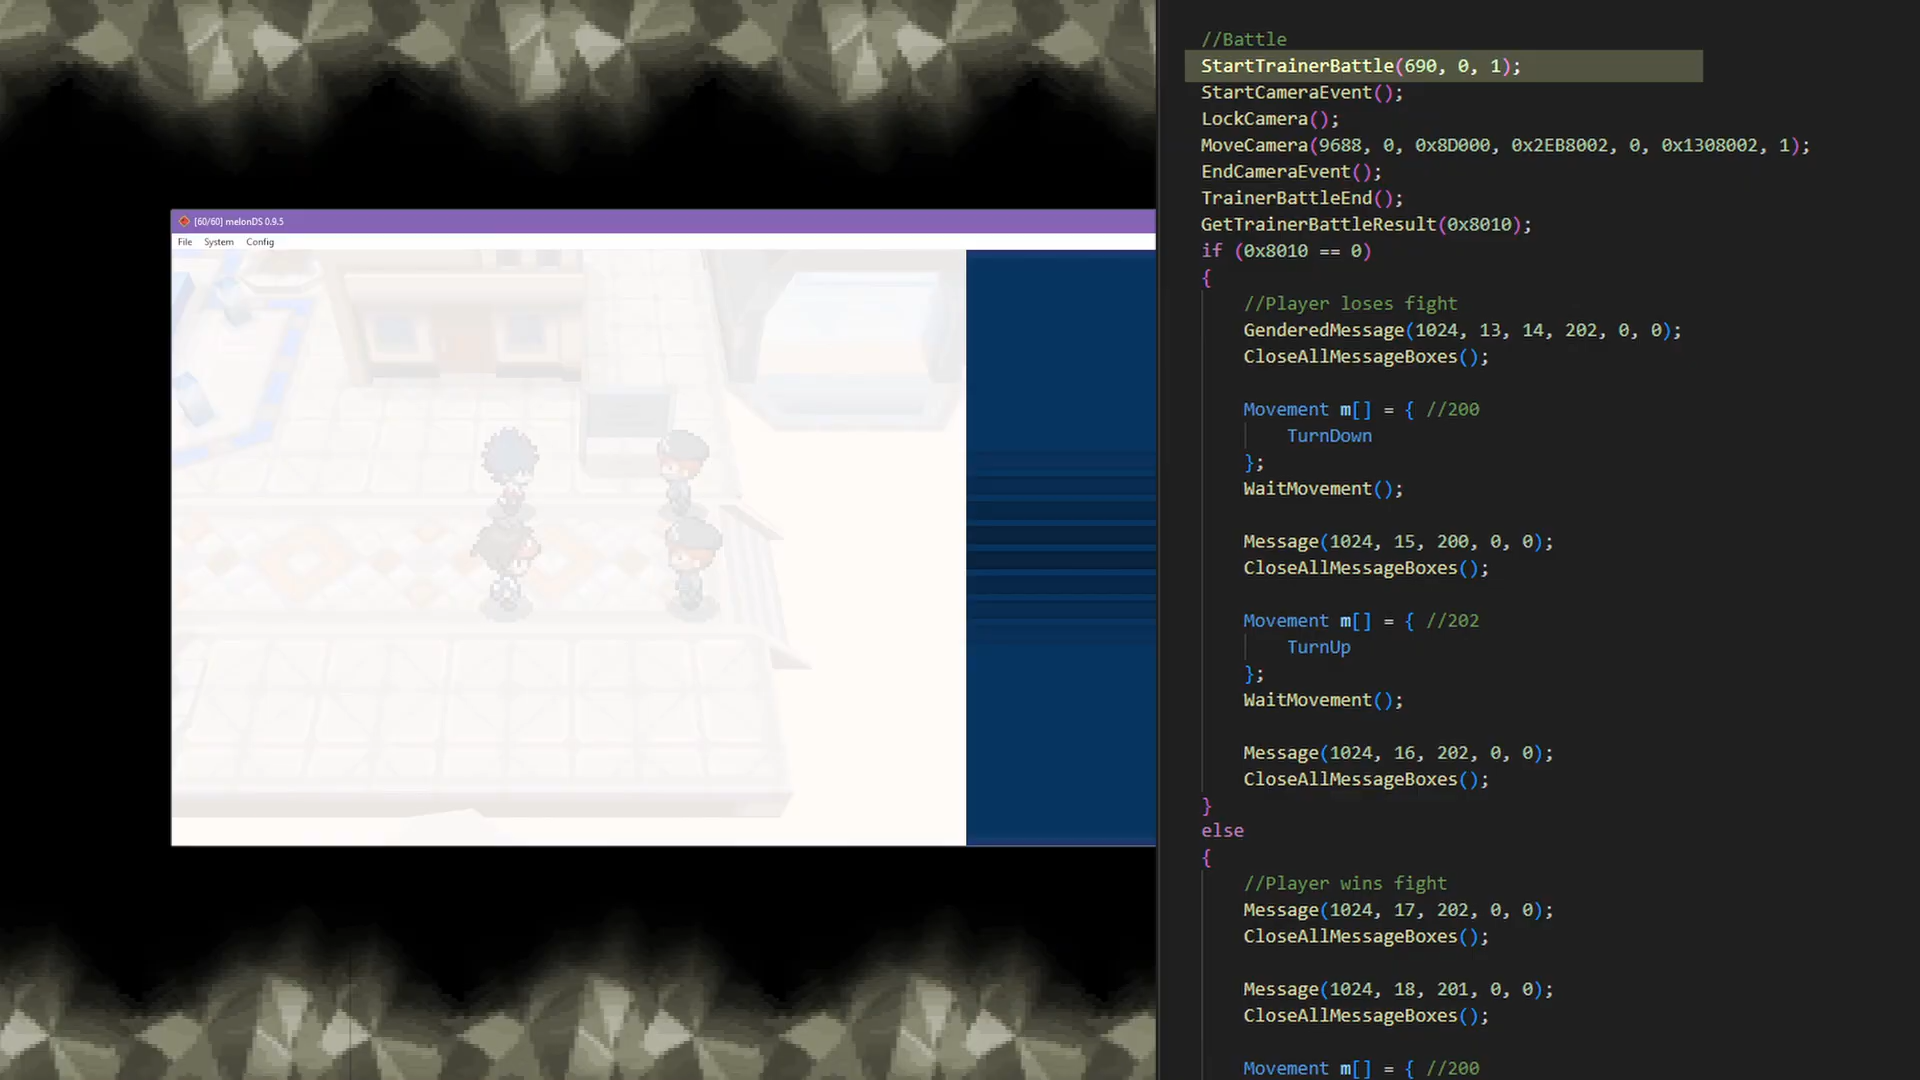 [60/60] melonDS 0.9.5
File System Config
//Battle
StartTrainerBattle(690, 0, 1);
StartCameraEvent();
LockCamera();
MoveCamera(9688, 0, 0x8D000, 0x2EB8002, 0, 0x1308002, 1);
EndCameraEvent();
TrainerBattleEnd();
GetTrainerBattleResult(0x8010);
if (0x8010 == 0)
{
//Player loses fight
GenderedMessage(1024, 13, 14, 202, 0, 0);
CloseAllMessageBoxes();
Movement m[] = { //200
TurnDown
};
WaitMovement();
Message(1024, 15, 200, 0, 0);
CloseAllMessageBoxes();
Movement m[] = { //202
TurnUp
};
WaitMovement();
Message(1024, 16, 202, 0, 0);
CloseAllMessageBoxes();
}
else
{
//Player wins fight
Message(1024, 17, 202, 0, 0);
CloseAllMessageBoxes();
Message(1024, 18, 201, 0, 0);
CloseAllMessageBoxes();
Movement m[] = { //200